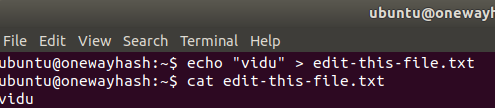 ubuntu@onewayhash
File Edit View Search Terminal Help
ubuntu@onewayhash:~$ echo "vidu" > edit-this-file.txt
ubuntu@onewayhash:~$ cat edit-this-file.txt
vidu